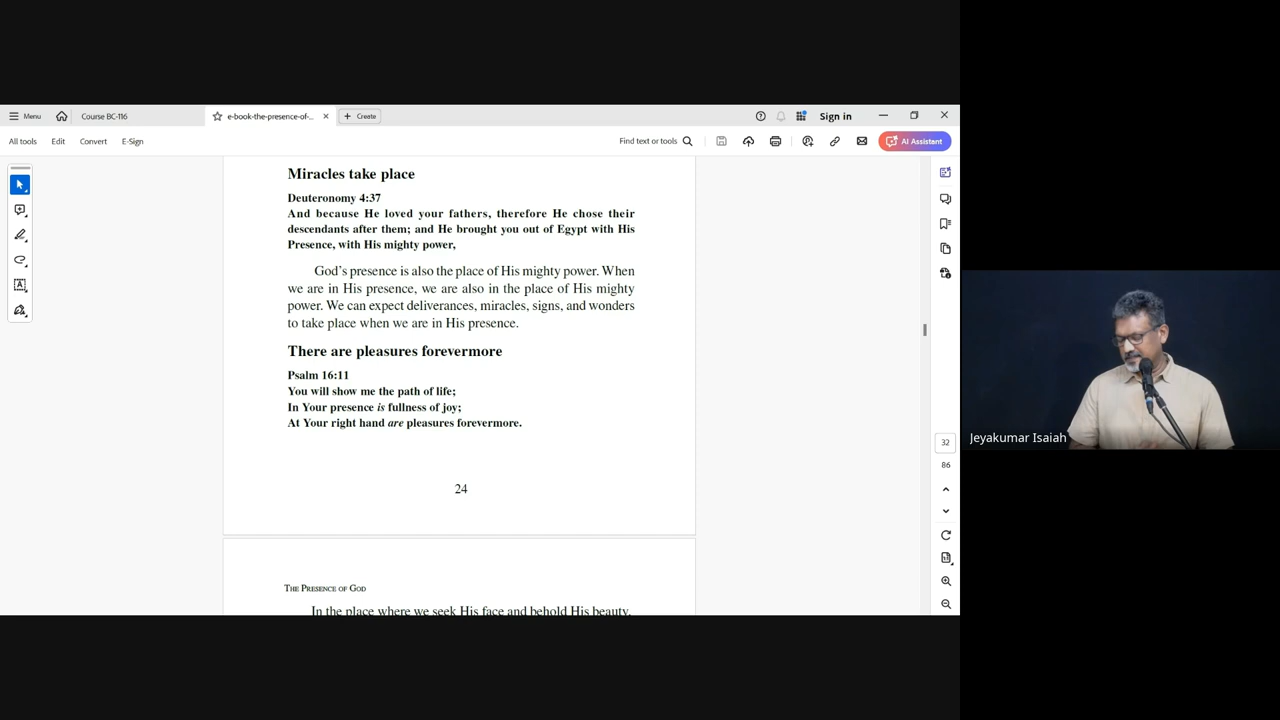 Menu
Course BC-116
e-book-the-presence-of-...
Create
Sign in
All tools
Edit
Convert
E-Sign
Find text or tools
AI Assistant
Miracles take place
Deuteronomy 4:37
And because He loved your fathers, therefore He chose their
descendants after them; and He brought you out of Egypt with His
Presence, with His mighty power,
God's presence is also the place of His mighty power. When
we are in His presence, we are also in the place of His mighty
power. We can expect deliverances, miracles, signs, and wonders
to take place when we are in His presence.
There are pleasures forevermore
Psalm 16:11
You will show me the path of life;
In Your presence is fullness of joy;
At Your right hand are pleasures forevermore.
24
The Presence of God
In the place where we seek His face and behold His beauty,
32
86
Jeyakumar Isaiah